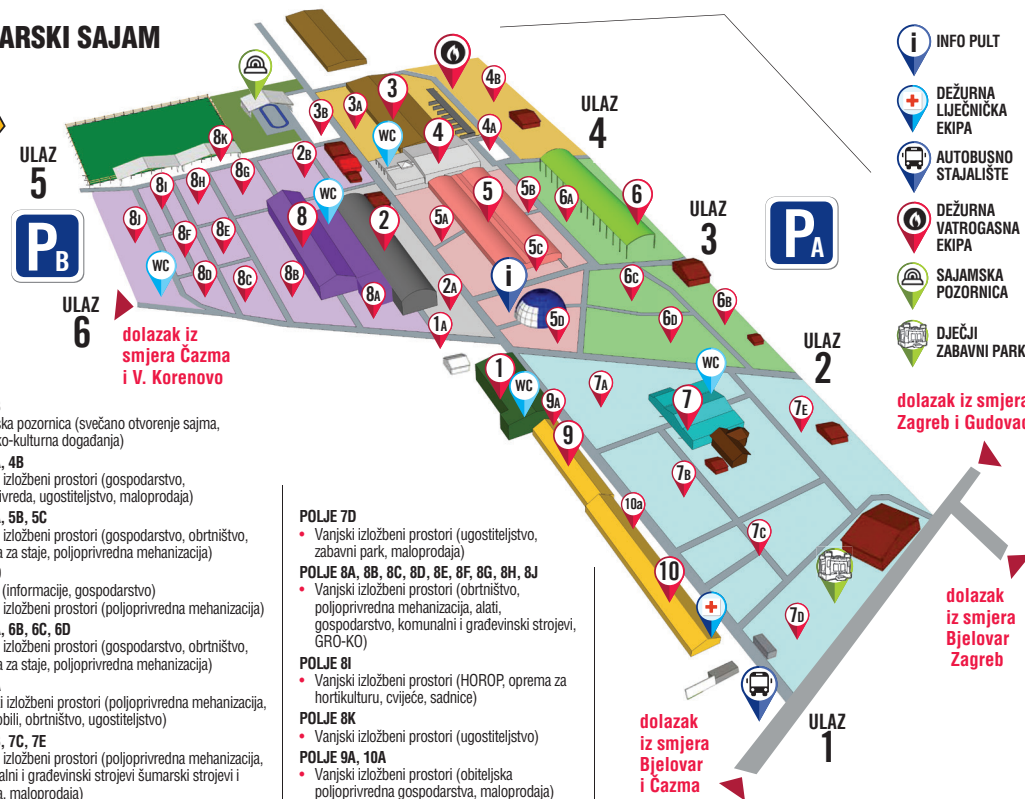 ARSKI SAJAM
INFO PULT
DEŽURNA
LIJEČNIČKA
EKIPA
AUTOBUSNO
STAJALIŠTE
DEŽURNA
VATROGASNA
EKIPA
SAJAMSKA
POZORNICA
DJEČJI
ZABAVNI PARK
ULAZ
5
PB
ULAZ
6
dolazak iz
smjera Čazma
i V. Korenovo
ULAZ
4
ULAZ
3
PA
ULAZ
2
dolazak iz smjera
Zagreb i Gudovac
dolazak
iz smjera
Bjelovar
Zagreb
ULAZ
1
dolazak
iz smjera
Bjelovar
i Čazma
3
3A
3B
4B
4A
4
WC
2B
8K
8G
8H
8I
8J
8F
8E
8D
8C
8B
8A
WC
8
WC
2
2A
1A
5
5A
5B
5C
5D
i
6
6A
6B
6C
6D
1
WC
9A
9
10a
10
7A
7
WC
7E
7B
7C
7D
ska pozornica (svečano otvorenje sajma,
ko-kulturna događanja)
, 4B
izložbeni prostori (gospodarstvo,
ivreda, ugostiteljstvo, maloprodaja)
, 5B, 5C
izložbeni prostori (gospodarstvo, obrtništvo,
a za staje, poljoprivredna mehanizacija)
(informacije, gospodarstvo)
izložbeni prostori (poljoprivredna mehanizacija)
, 6B, 6C, 6D
izložbeni prostori (gospodarstvo, obrtništvo,
a za staje, poljoprivredna mehanizacija)
i izložbeni prostori (poljoprivredna mehanizacija,
obili, obrtništvo, ugostiteljstvo)
, 7C, 7E
izložbeni prostori (poljoprivredna mehanizacija,
alni i građevinski strojevi šumarski strojevi i
a, maloprodaja)
POLJE 7D
• Vanjski izložbeni prostori (ugostiteljstvo,
zabavni park, maloprodaja)
POLJE 8A, 8B, 8C, 8D, 8E, 8F, 8G, 8H, 8J
• Vanjski izložbeni prostori (obrtništvo,
poljoprivredna mehanizacija, alati,
gospodarstvo, komunalni i građevinski strojevi,
GRO-KO)
POLJE 8I
• Vanjski izložbeni prostori (HOROP, oprema za
hortikulturu, cvijeće, sadnice)
POLJE 8K
• Vanjski izložbeni prostori (ugostiteljstvo)
POLJE 9A, 10A
• Vanjski izložbeni prostori (obiteljska
poljoprivredna gospodarstva, maloprodaja)